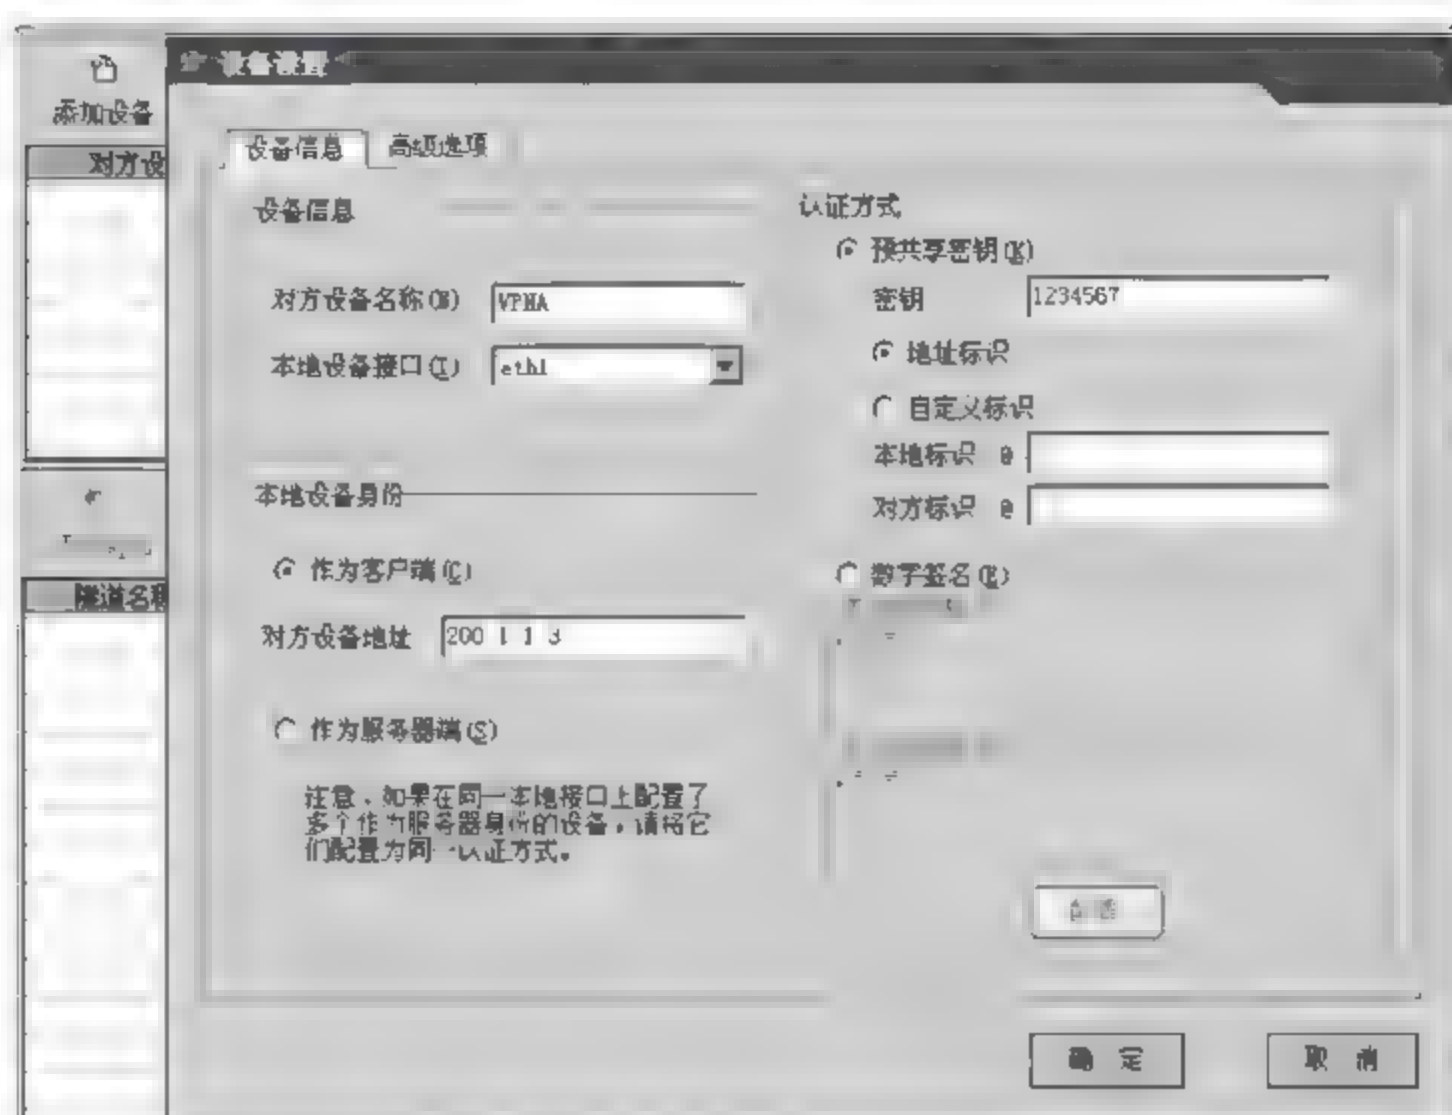 添加设备
设备设置
对方设
设备信息
高级选项
设备信息
对方设备名称(N)
VPNA
本地设备接口(I)
eth1
本地设备身份
作为客户端(C)
对方设备地址
200 1 1 3
作为服务器端(S)
注意:如果在同一本地接口上配置了
多个作为服务器身份的设备,请将它
们配置为同一认证方式。
认证方式
预共享密钥(K)
密钥
1234567
地址标识
自定义标识
本地标识 @
对方标识 @
数字签名(R)
隧道名称
确 定
取 消